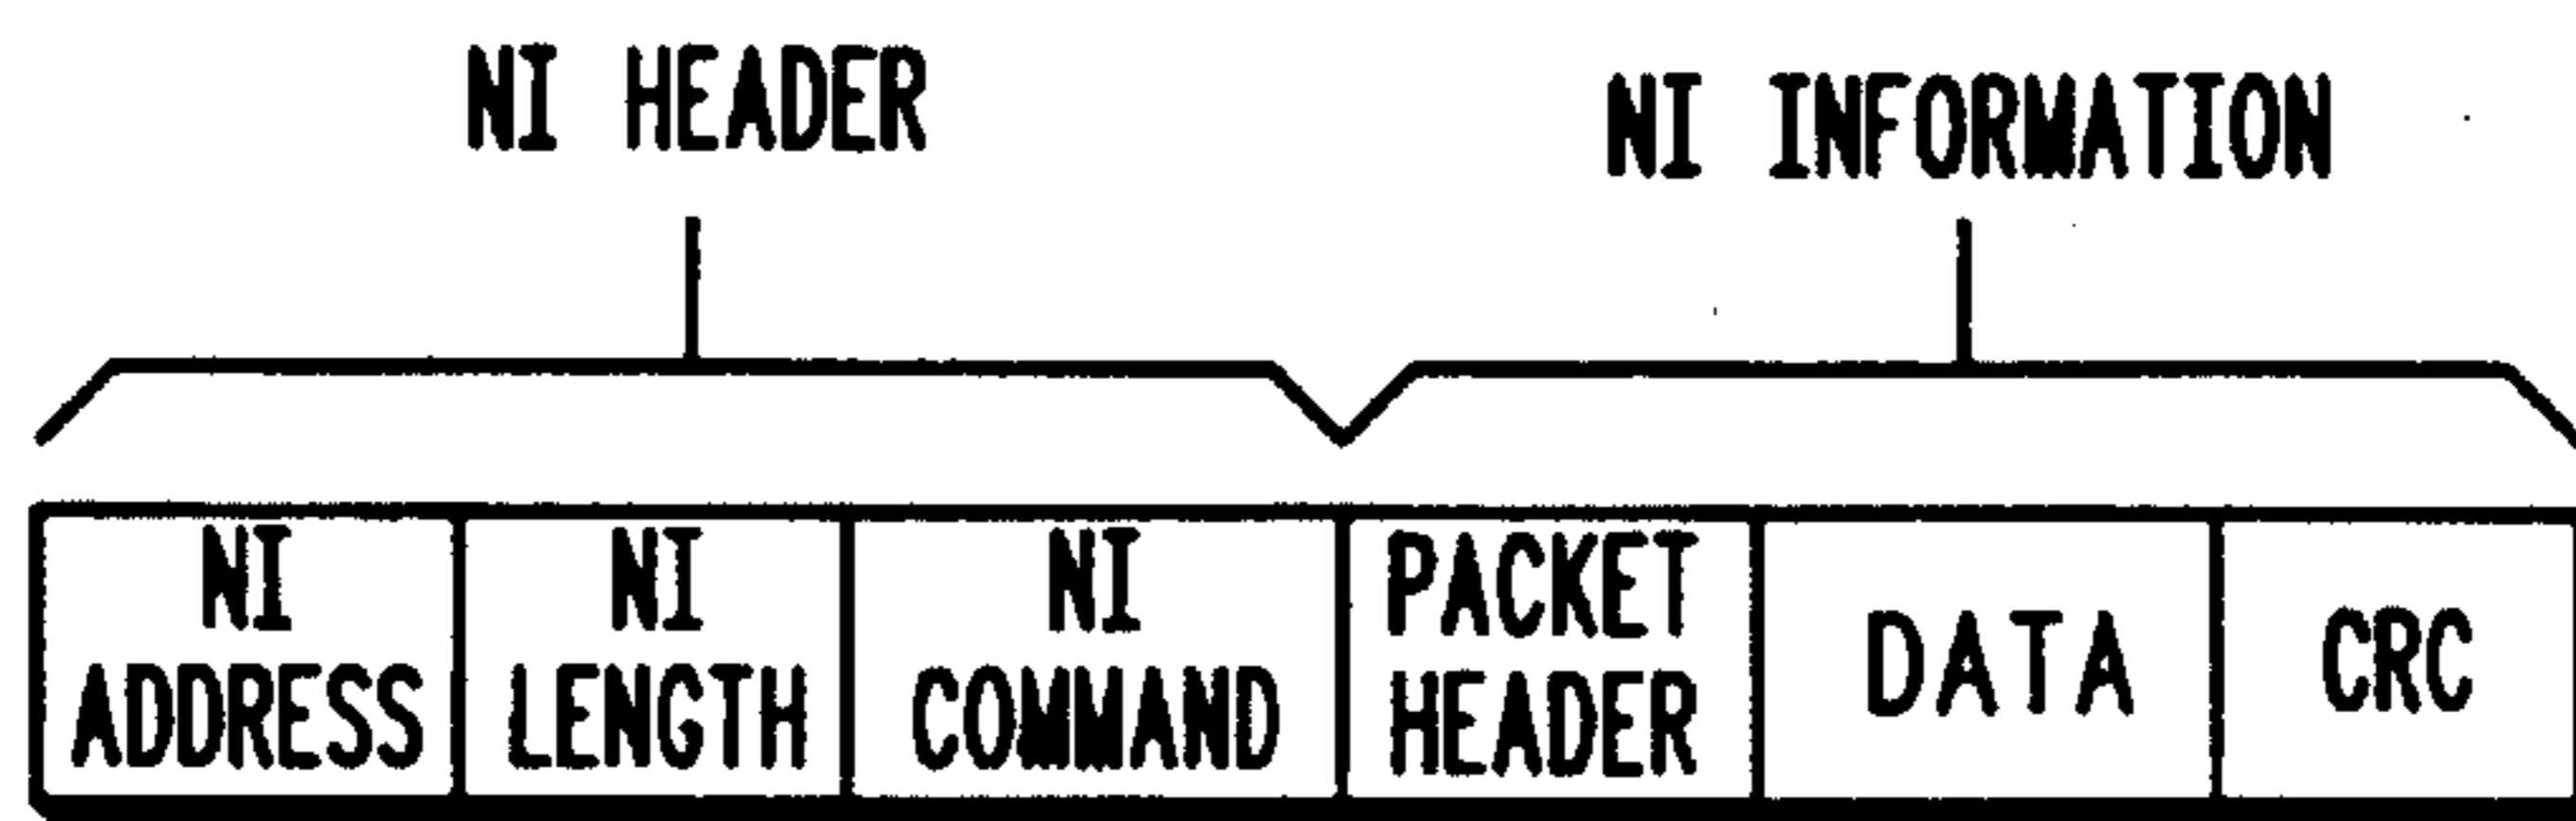 NI HEADER
NI INFORMATION
NI
ADDRESS
NI
LENGTH
NI
COMMAND
PACKET
HEADER
DATA
CRC